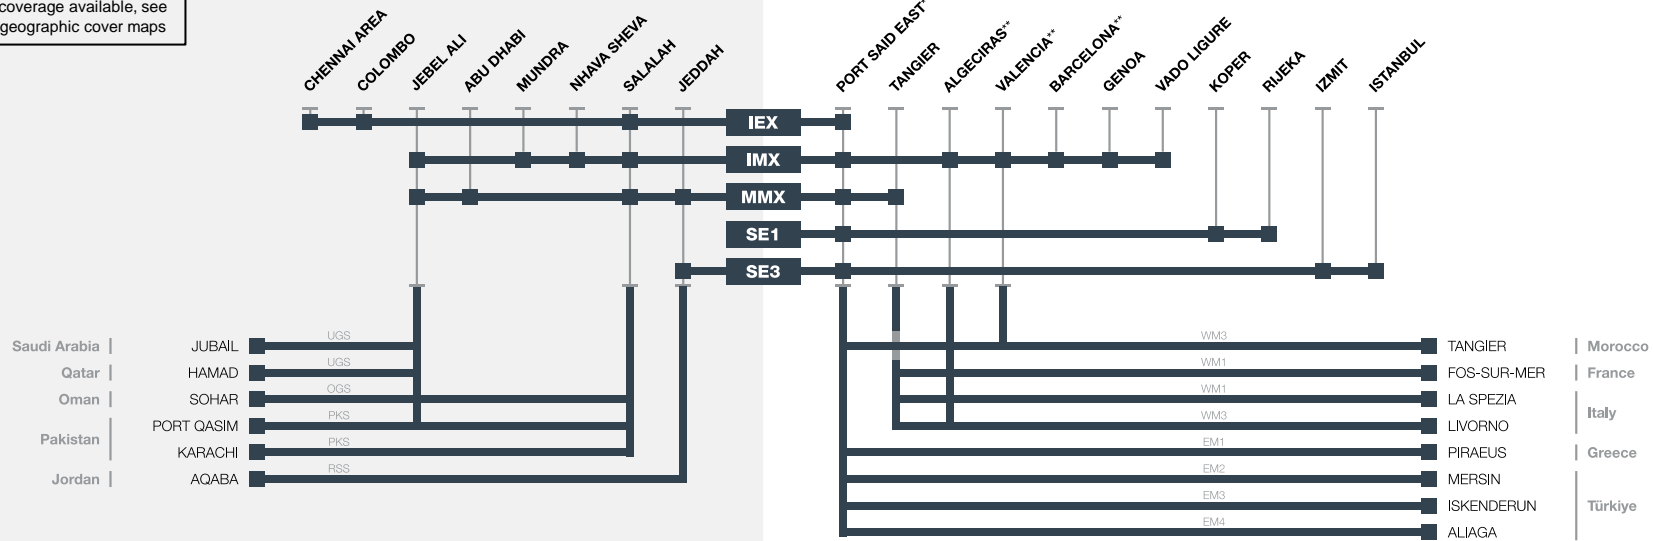 coverage available, see
geographic cover maps
CHENNAI AREA
COLOMBO
JEBEL ALI
ABU DHABI
MUNDRA
NHAVA SHEVA
SALALAH
JEDDAH
PORT SAID EAST*
TANGIER
ALGECIRAS**
VALENCIA**
BARCELONA**
GENOA
VADO LIGURE
KOPER
RIJEKA
IZMIT
ISTANBUL
IEX
IMX
MMX
SE1
SE3
Saudi Arabia
JUBAIL
UGS
Qatar
HAMAD
UGS
Oman
SOHAR
OGS
Pakistan
PORT QASIM
PKS
KARACHI
PKS
Jordan
AQABA
RSS
WM3
TANGIER
Morocco
WM1
FOS-SUR-MER
France
WM1
LA SPEZIA
Italy
WM3
LIVORNO
EM1
PIRAEUS
Greece
EM2
MERSIN
EM3
ISKENDERUN
Türkiye
EM4
ALIAGA